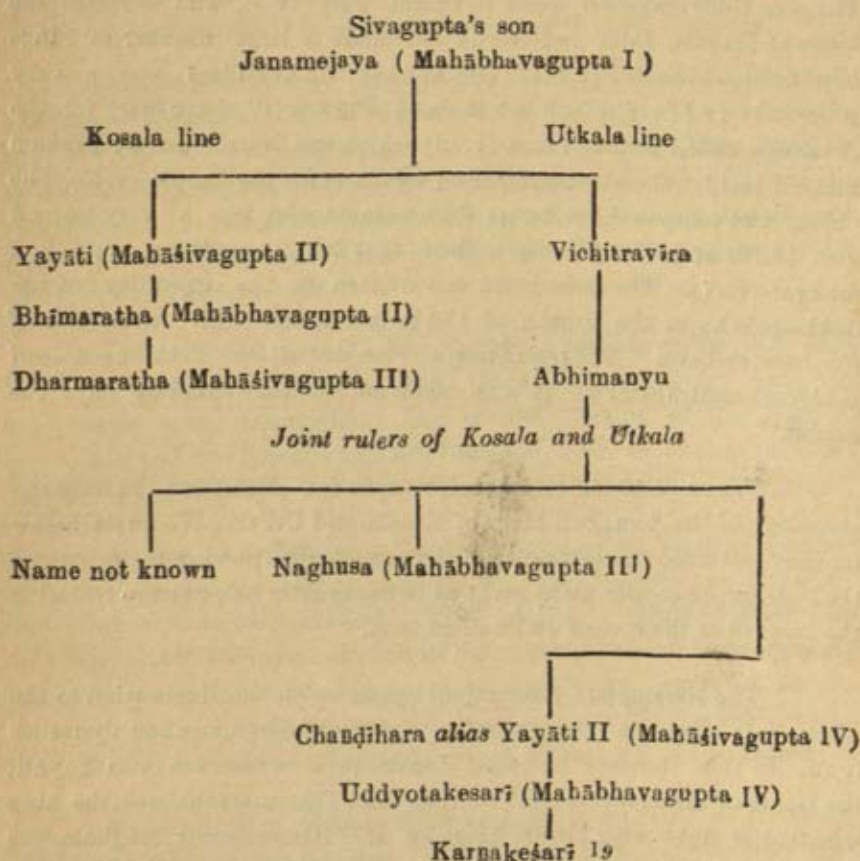 Sivagupta's son
Janamejaya ( Mahābhavagupta I )
Kosala line Utkala line
Yayāti (Mahāśivagupta II) Vichitravīra
Bhīmaratha (Mahābhavagupta II)
Dharmaratha (Mahāśivagupta III) Abhimanyu
Joint rulers of Kosala and Utkala
Name not known Naghusa (Mahābhavagupta III)
Chaṇḍīhara alias Yayāti II (Mahāśivagupta IV)
Uddyotakesarī (Mahābhavagupta IV)
Karṇakeśarī 19